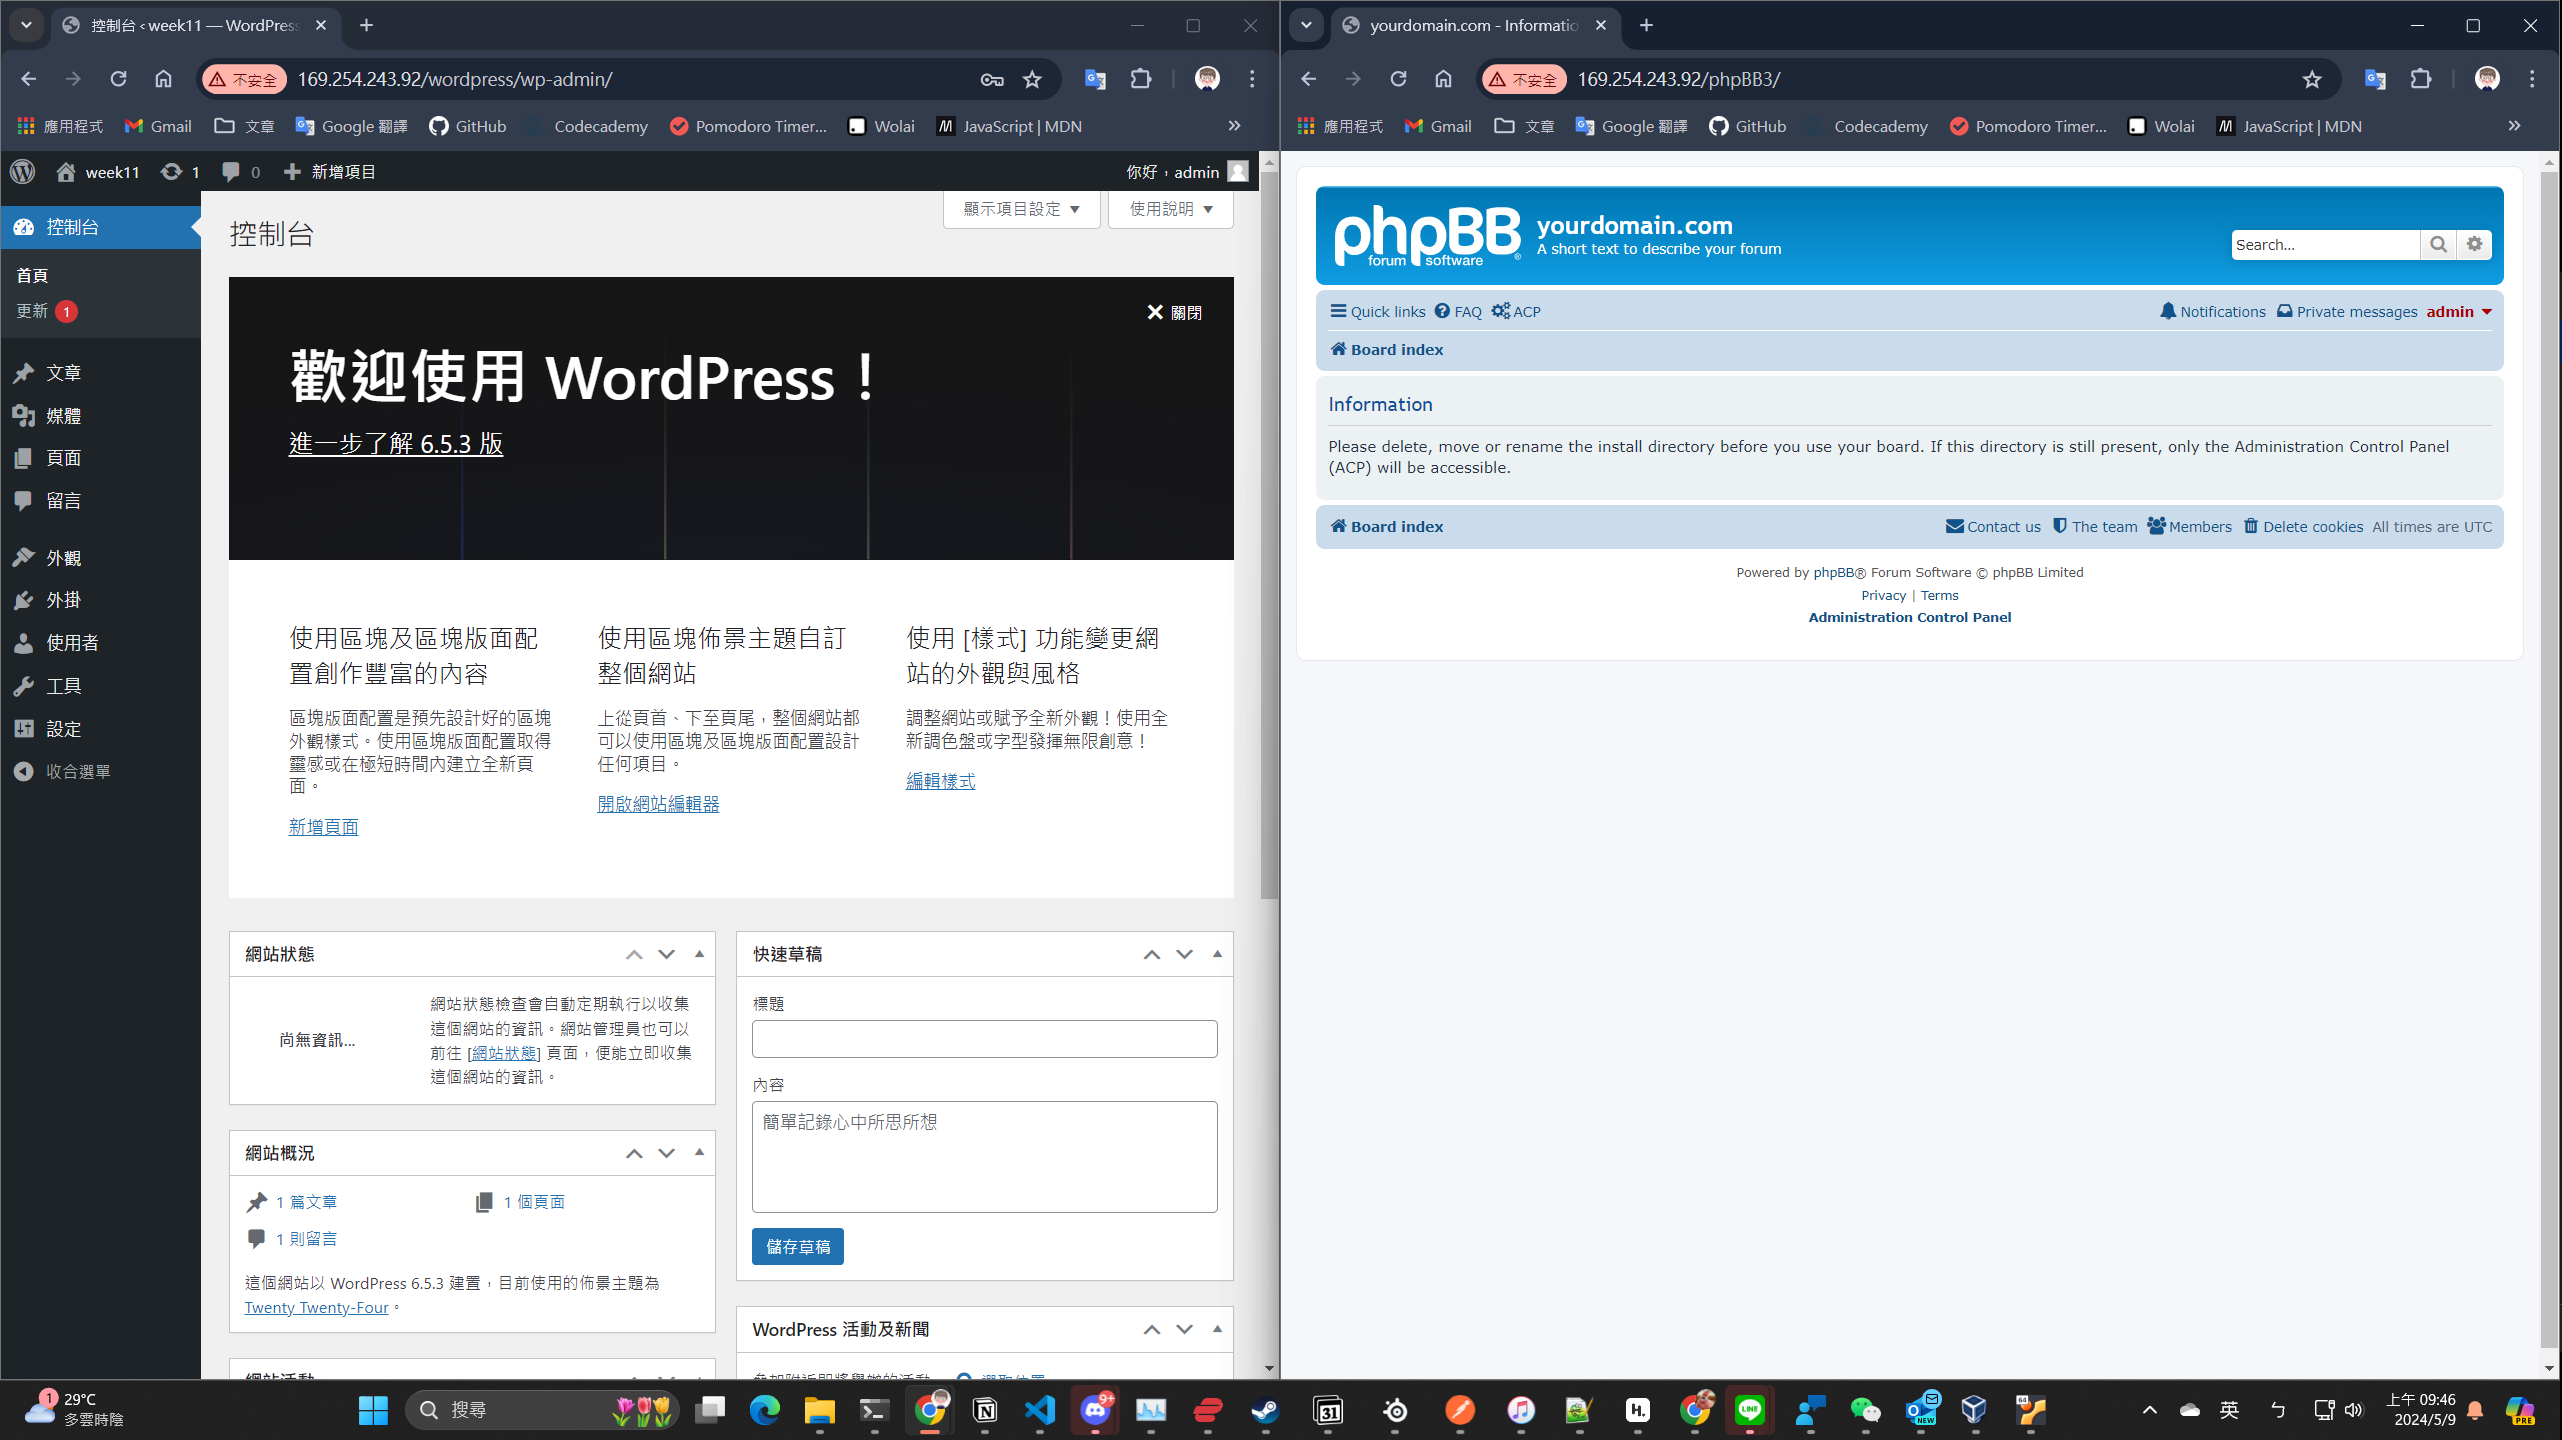 控制台 ‹ week11 — WordPress
不安全
169.254.243.92/wordpress/wp-admin/
應用程式
Gmail
文章
Google 翻譯
GitHub
Codecademy
Pomodoro Timer...
Wolai
JavaScript | MDN
week11
1
0
新增項目
你好，admin
控制台
首頁
更新 1
文章
媒體
頁面
留言
外觀
外掛
使用者
工具
設定
收合選單
控制台
顯示項目設定
使用說明
關閉
歡迎使用 WordPress！
進一步了解 6.5.3 版
使用區塊及區塊版面配
置創作豐富的內容
區塊版面配置是預先設計好的區塊
外觀樣式。使用區塊版面配置取得
靈感或在極短時間內建立全新頁
面。
新增頁面
使用區塊佈景主題自訂
整個網站
上從頁首、下至頁尾，整個網站都
可以使用區塊及區塊版面配置設計
任何項目。
開啟網站編輯器
使用 [樣式] 功能變更網
站的外觀與風格
調整網站或賦予全新外觀！使用全
新調色盤或字型發揮無限創意！
編輯樣式
網站狀態
尚無資訊...
網站狀態檢查會自動定期執行以收集
這個網站的資訊。網站管理員也可以
前往 [網站狀態] 頁面，便能立即收集
這個網站的資訊。
網站概況
1 篇文章
1 個頁面
1 則留言
這個網站以 WordPress 6.5.3 建置，目前使用的佈景主題為
Twenty Twenty-Four。
網站活動
快速草稿
標題
內容
簡單記錄心中所思所想
儲存草稿
WordPress 活動及新聞
參加附近即將舉辦的活動
選取位置
yourdomain.com - Informatio
不安全
169.254.243.92/phpBB3/
應用程式
Gmail
文章
Google 翻譯
GitHub
Codecademy
Pomodoro Timer...
Wolai
JavaScript | MDN
phpBB®
forum software
yourdomain.com
A short text to describe your forum
Search...
Quick links
FAQ
ACP
Notifications
Private messages
admin
Board index
Information
Please delete, move or rename the install directory before you use your board. If this directory is still present, only the Administration Control Panel
(ACP) will be accessible.
Board index
Contact us
The team
Members
Delete cookies
All times are UTC
Powered by phpBB® Forum Software © phpBB Limited
Privacy | Terms
Administration Control Panel
1
29°C
多雲時陰
搜尋
9+
31
H.
LINE
NEW
64
英
ㄅ
上午 09:46
2024/5/9
PRE